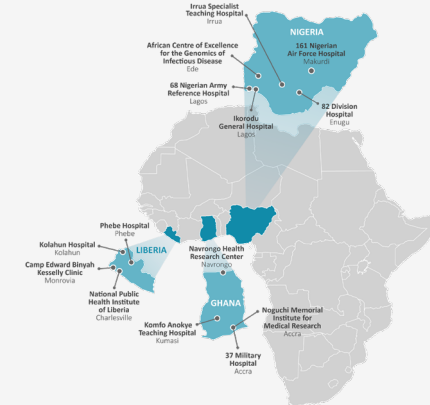 Irrua Specialist
Teaching Hospital
Irrua
NIGERIA
African Centre of Excellence
for the Genomics of
Infectious Disease
Ede
161 Nigerian
Air Force Hospital
Makurdi
68 Nigerian Army
Reference Hospital
Lagos
82 Division
Hospital
Enugu
Ikorodu
General Hospital
Lagos
Phebe Hospital
Phebe
Kolahun Hospital
Kolahun
LIBERIA
Camp Edward Binyah
Kesselly Clinic
Monrovia
National Public
Health Institute
of Liberia
Charlesville
Navrongo Health
Research Center
Navrongo
GHANA
Komfo Anokye
Teaching Hospital
Kumasi
Noguchi Memorial
Institute for
Medical Research
Accra
37 Military
Hospital
Accra